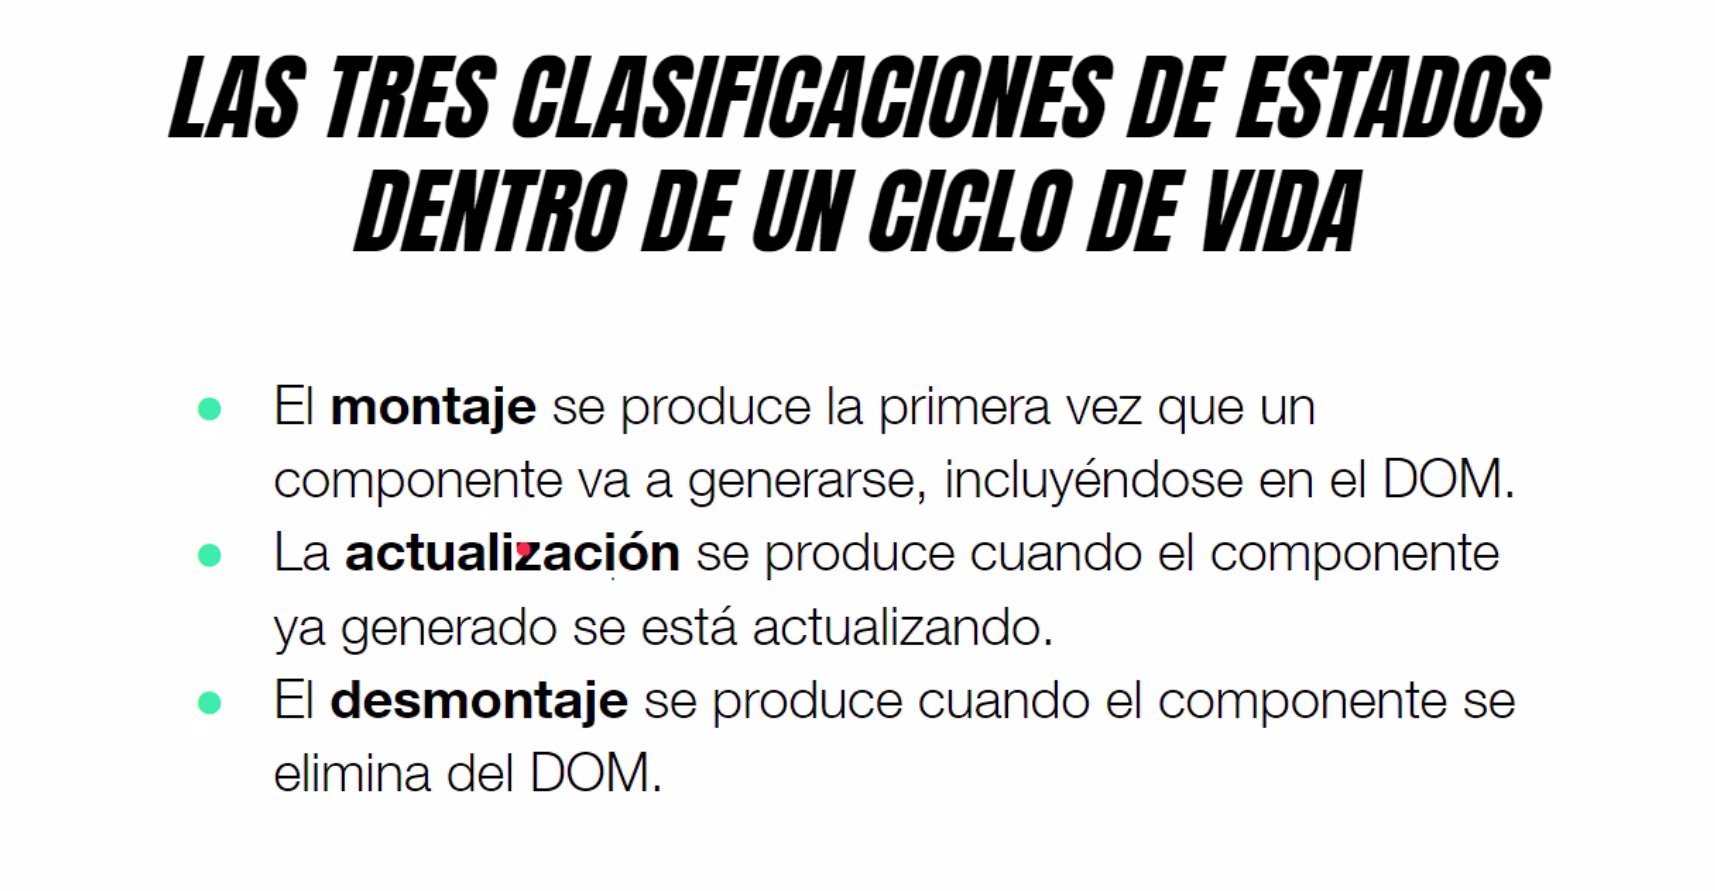 LAS TRES CLASIFICACIONES DE ESTADOS
DENTRO DE UN CICLO DE VIDA
El montaje se produce la primera vez que un
componente va a generarse, incluyéndose en el DOM.
La actualización se produce cuando el componente
ya generado se está actualizando.
El desmontaje se produce cuando el componente se
elimina del DOM.